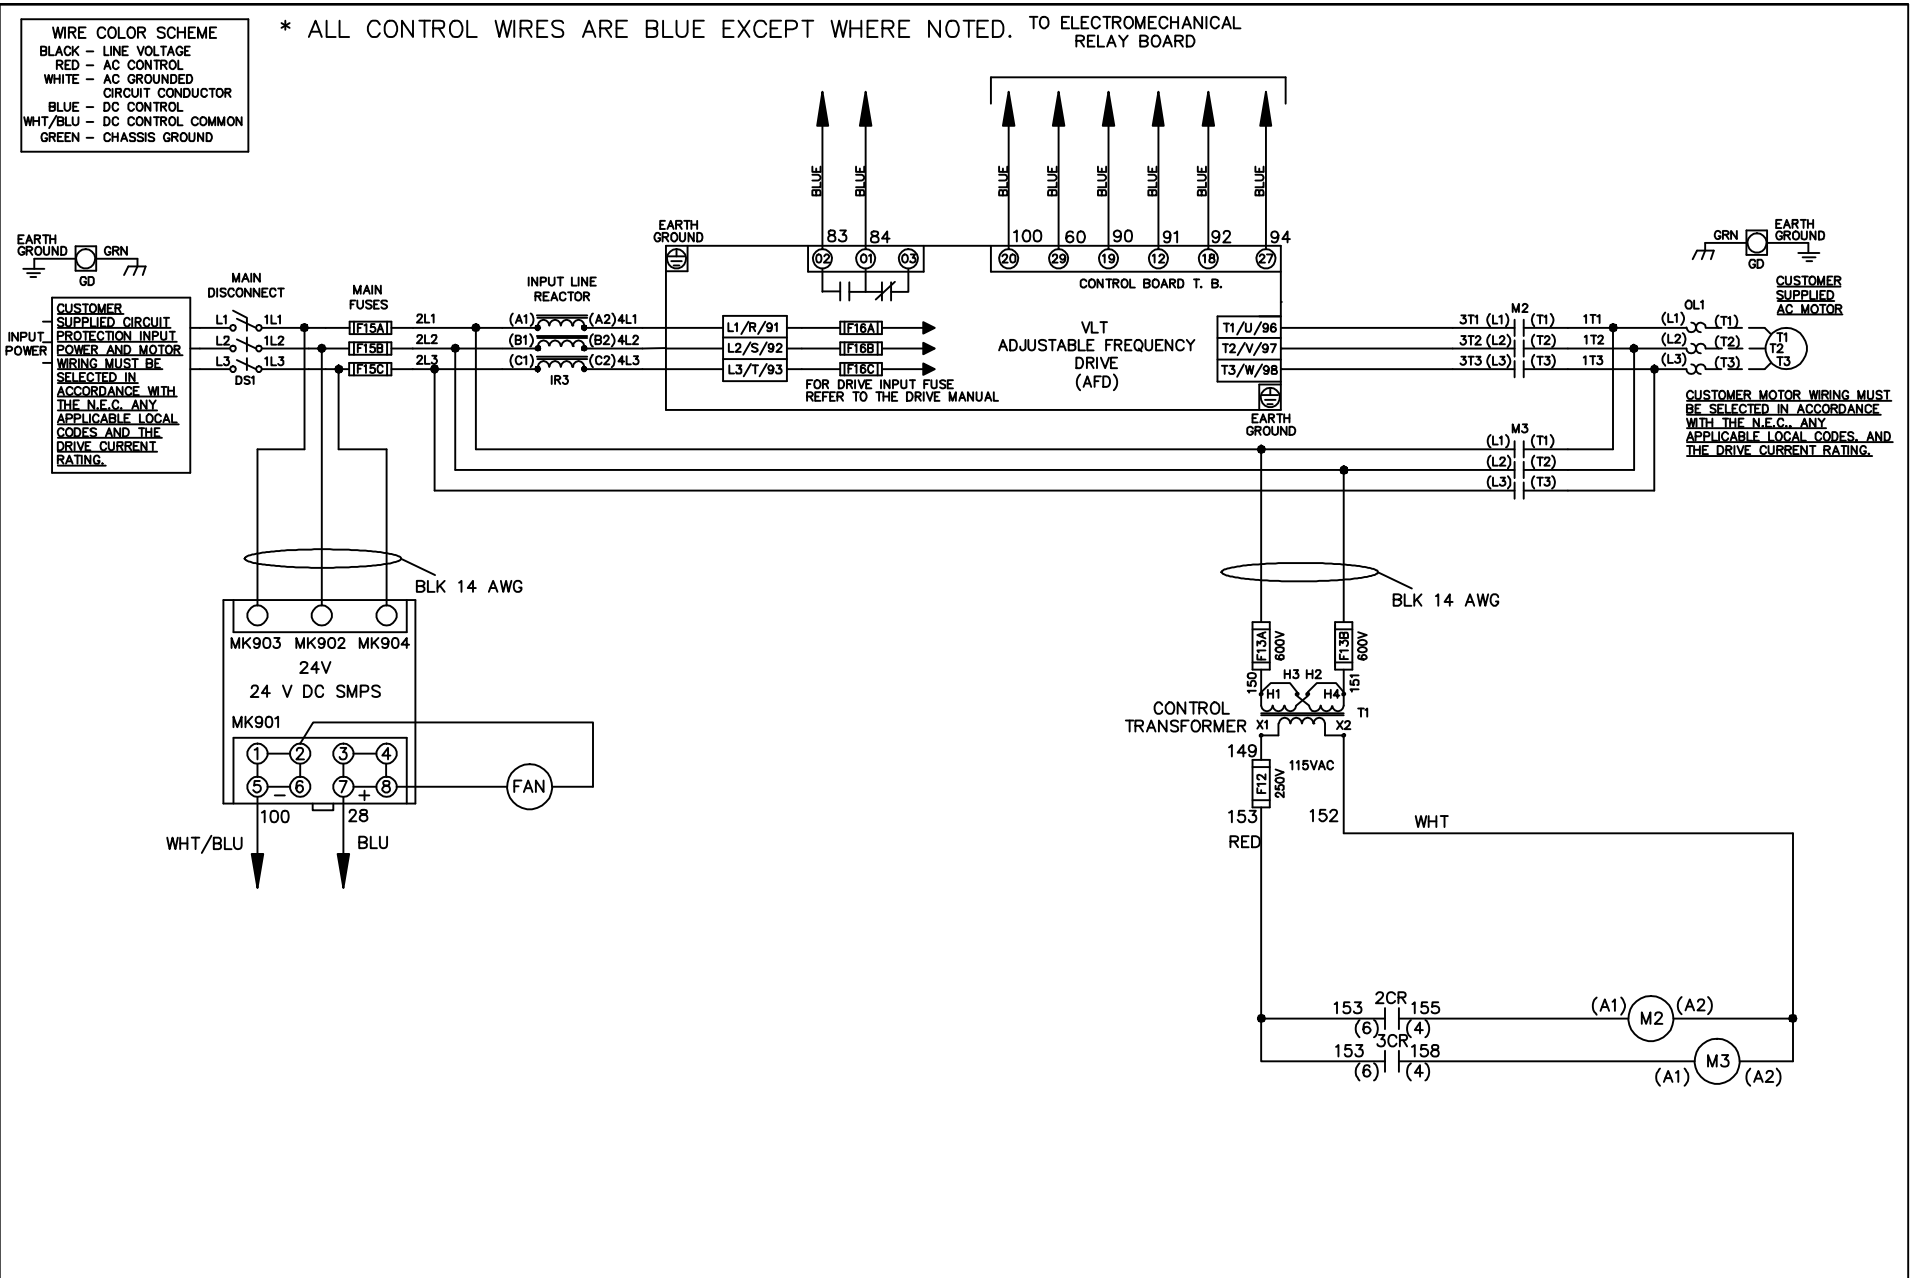 WIRE COLOR SCHEME
BLACK – LINE VOLTAGE
RED – AC CONTROL
WHITE – AC GROUNDED
CIRCUIT CONDUCTOR
BLUE – DC CONTROL
WHT/BLU – DC CONTROL COMMON
GREEN – CHASSIS GROUND
* ALL CONTROL WIRES ARE BLUE EXCEPT WHERE NOTED.
TO ELECTROMECHANICAL
RELAY BOARD
BLUE BLUE BLUE BLUE BLUE BLUE BLUE BLUE
83 84 100 60 90 91 92 94
02 01 03 20 29 19 12 18 27
CONTROL BOARD T. B.
EARTH
GROUND
GRN
GD
INPUT
POWER
CUSTOMER
SUPPLIED CIRCUIT
PROTECTION INPUT
POWER AND MOTOR
WIRING MUST BE
SELECTED IN
ACCORDANCE WITH
THE N.E.C. ANY
APPLICABLE LOCAL
CODES AND THE
DRIVE CURRENT
RATING.
MAIN
DISCONNECT
L1 1L1
L2 1L2
L3 1L3
DS1
MAIN
FUSES
F15A
F15B
F15C
2L1
2L2
2L3
INPUT LINE
REACTOR
(A1) (A2) 4L1
(B1) (B2) 4L2
(C1) (C2) 4L3
IR3
EARTH
GROUND
L1/R/91
L2/S/92
L3/T/93
F16A
F16B
F16C
FOR DRIVE INPUT FUSE
REFER TO THE DRIVE MANUAL
VLT
ADJUSTABLE FREQUENCY
DRIVE
(AFD)
T1/U/96
T2/V/97
T3/W/98
EARTH
GROUND
M2
3T1 (L1) (T1) 1T1
3T2 (L2) (T2) 1T2
3T3 (L3) (T3) 1T3
M3
(L1) (T1)
(L2) (T2)
(L3) (T3)
OL1
(L1) (T1)
(L2) (T2)
(L3) (T3)
T1
T2
T3
GRN
EARTH
GROUND
GD
CUSTOMER
SUPPLIED
AC MOTOR
CUSTOMER MOTOR WIRING MUST
BE SELECTED IN ACCORDANCE
WITH THE N.E.C., ANY
APPLICABLE LOCAL CODES, AND
THE DRIVE CURRENT RATING.
BLK 14 AWG
MK903 MK902 MK904
24V
24 V DC SMPS
MK901
1 2 3 4
5 – 6 7 + 8
FAN
100 28
WHT/BLU BLU
BLK 14 AWG
F13A 600V
F13B 600V
150 151
H3 H2
H1 H4
CONTROL
TRANSFORMER
T1
X1 X2
149
115VAC
F12 250V
153 152
RED
WHT
153 2CR 155
(6) (4)
(A1) M2 (A2)
153 3CR 158
(6) (4)
(A1) M3 (A2)